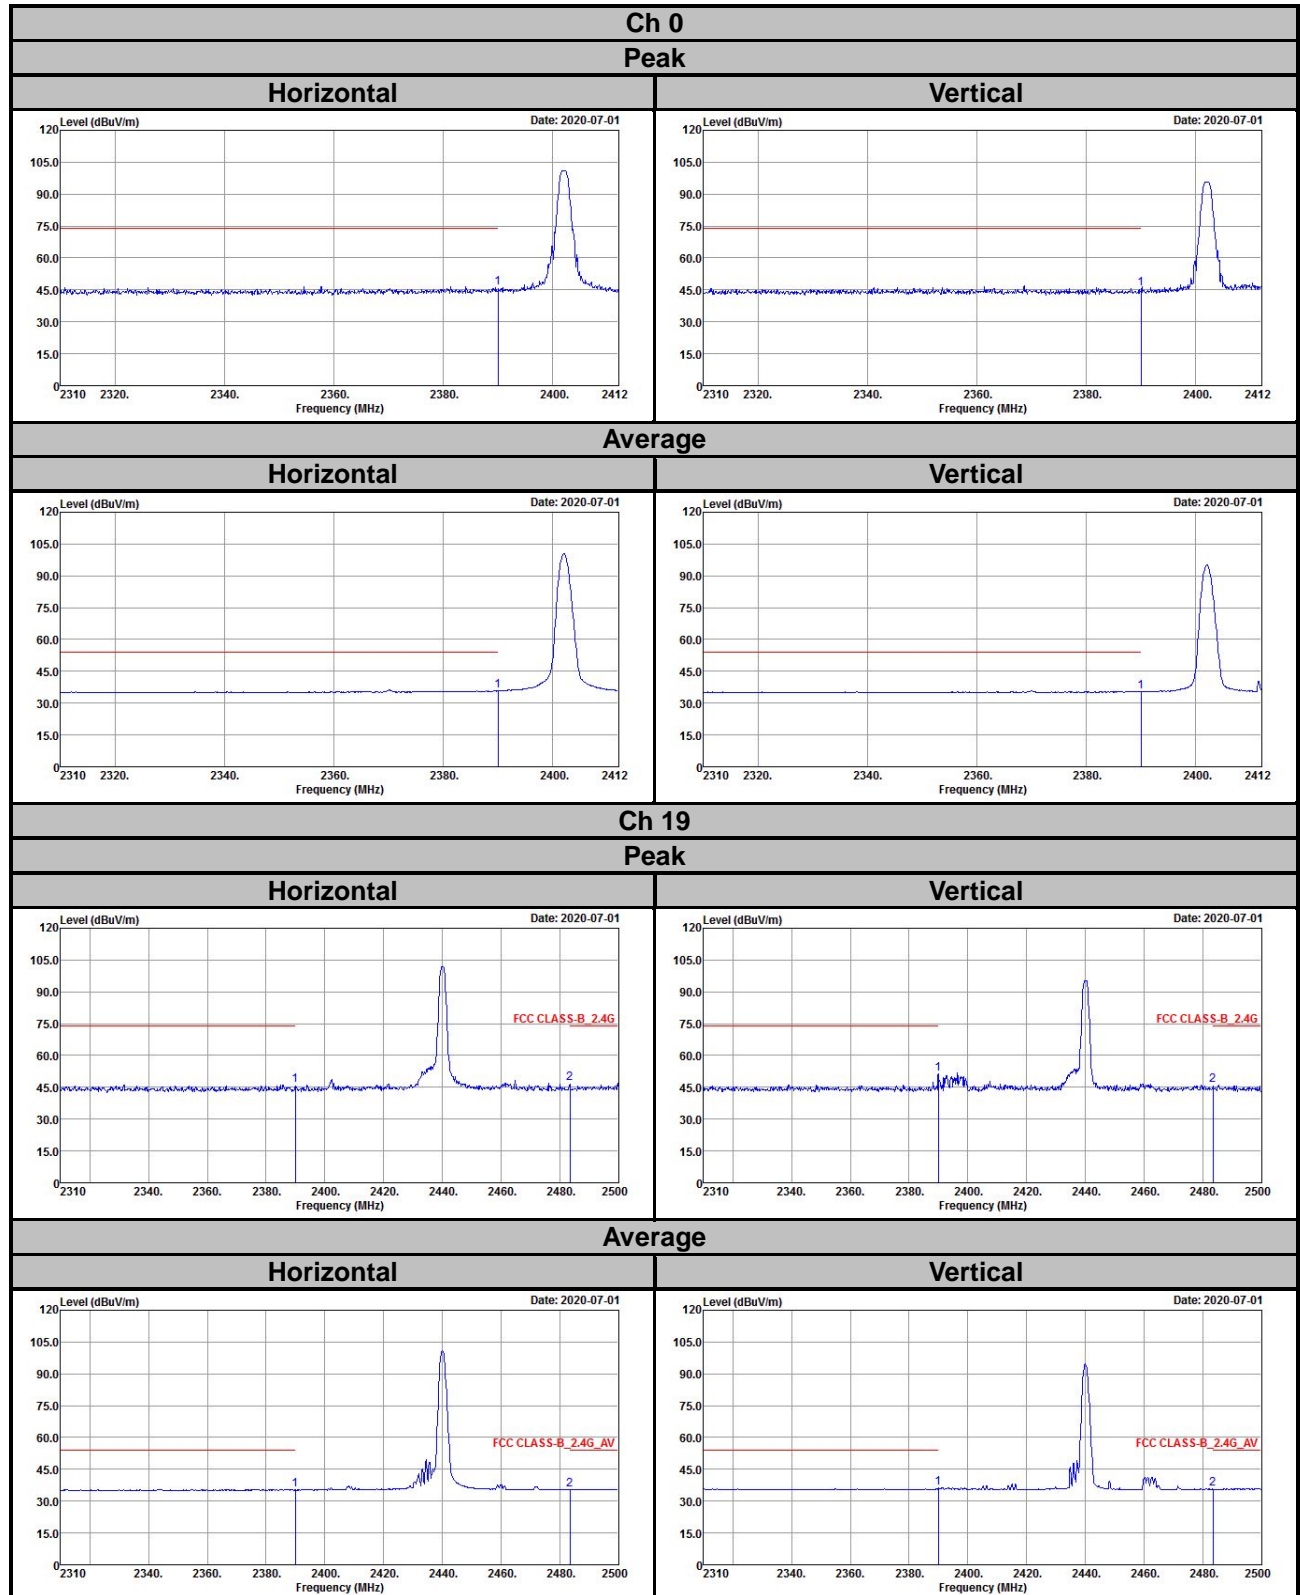 Ch 0
Peak
Horizontal Vertical
Level (dBuV/m) Date: 2020-07-01
120
105.0
90.0
75.0
60.0
45.0
30.0
15.0
0
1
2310 2320. 2340. 2360. 2380. 2400. 2412
Frequency (MHz)
Level (dBuV/m) Date: 2020-07-01
120
105.0
90.0
75.0
60.0
45.0
30.0
15.0
0
1
2310 2320. 2340. 2360. 2380. 2400. 2412
Frequency (MHz)
Average
Horizontal Vertical
Level (dBuV/m) Date: 2020-07-01
120
105.0
90.0
75.0
60.0
45.0
30.0
15.0
0
1
2310 2320. 2340. 2360. 2380. 2400. 2412
Frequency (MHz)
Level (dBuV/m) Date: 2020-07-01
120
105.0
90.0
75.0
60.0
45.0
30.0
15.0
0
1
2310 2320. 2340. 2360. 2380. 2400. 2412
Frequency (MHz)
Ch 19
Peak
Horizontal Vertical
Level (dBuV/m) Date: 2020-07-01
120
105.0
90.0
75.0
FCC CLASS-B_2.4G
60.0
45.0
30.0
15.0
0
1 2
2310 2340. 2360. 2380. 2400. 2420. 2440. 2460. 2480. 2500
Frequency (MHz)
Level (dBuV/m) Date: 2020-07-01
120
105.0
90.0
75.0
FCC CLASS-B_2.4G
60.0
45.0
30.0
15.0
0
1 2
2310 2340. 2360. 2380. 2400. 2420. 2440. 2460. 2480. 2500
Frequency (MHz)
Average
Horizontal Vertical
Level (dBuV/m) Date: 2020-07-01
120
105.0
90.0
75.0
60.0
FCC CLASS-B_2.4G_AV
45.0
30.0
15.0
0
1 2
2310 2340. 2360. 2380. 2400. 2420. 2440. 2460. 2480. 2500
Frequency (MHz)
Level (dBuV/m) Date: 2020-07-01
120
105.0
90.0
75.0
60.0
FCC CLASS-B_2.4G_AV
45.0
30.0
15.0
0
1 2
2310 2340. 2360. 2380. 2400. 2420. 2440. 2460. 2480. 2500
Frequency (MHz)